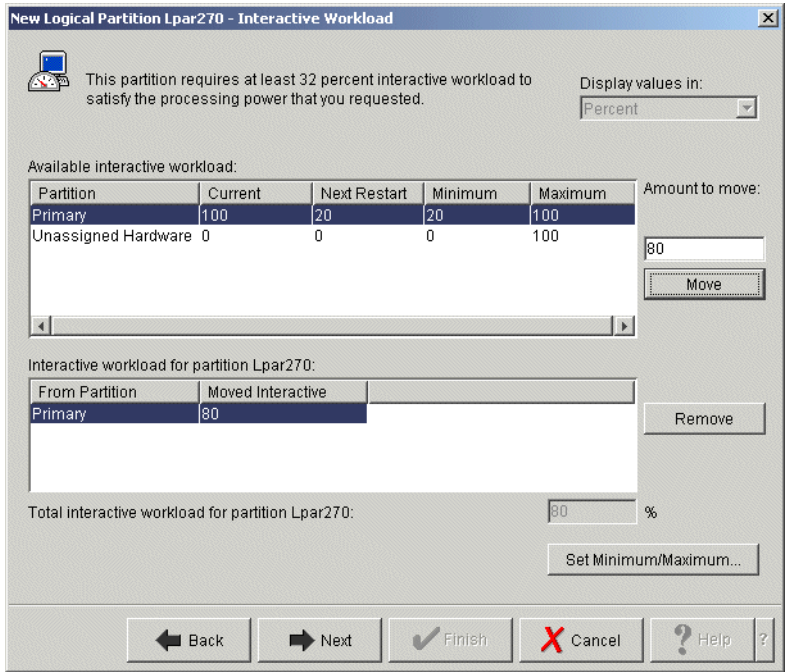 New Logical Partition Lpar270 - Interactive Workload
This partition requires at least 32 percent interactive workload to
satisfy the processing power that you requested.
Display values in:
Percent
Available interactive workload:
Partition Current Next Restart Minimum Maximum
Primary 100 20 20 100
Unassigned Hardware 0 0 0 100
Amount to move:
80
Move
Interactive workload for partition Lpar270:
From Partition Moved Interactive
Primary 80
Remove
Total interactive workload for partition Lpar270: 80 %
Set Minimum/Maximum...
Back Next Finish Cancel Help ?